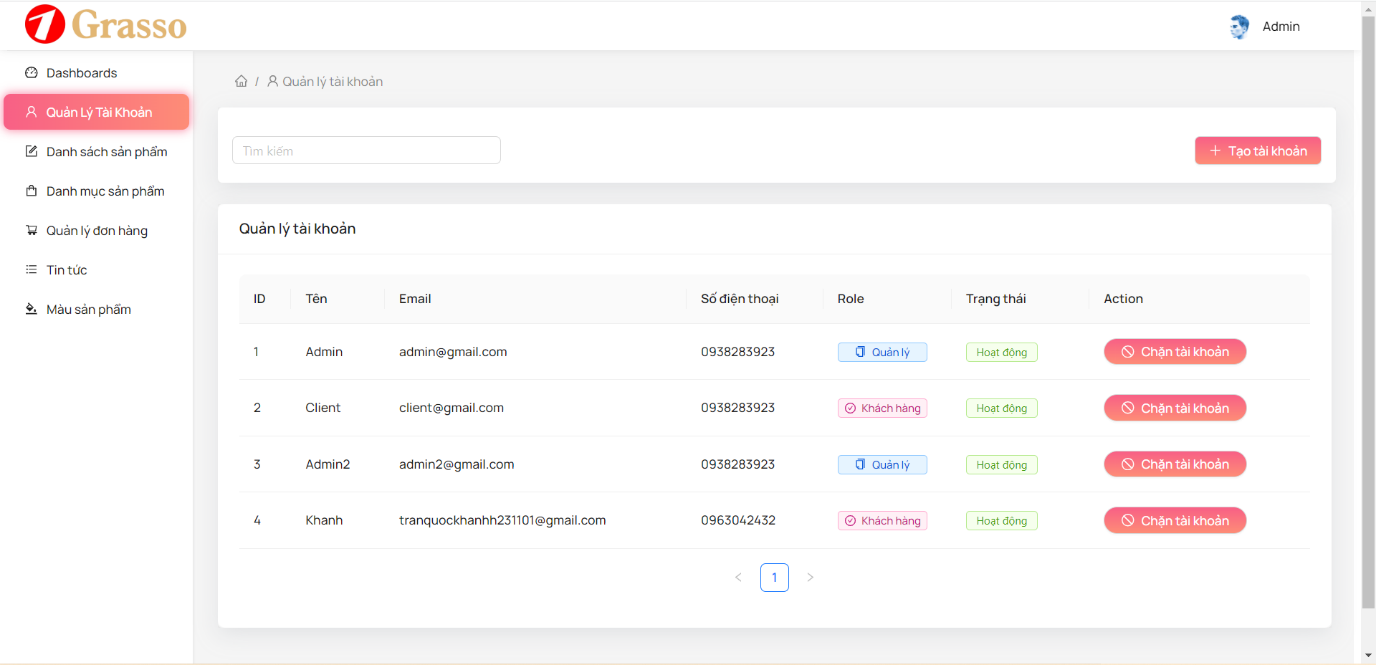 Grasso
Admin
Dashboards
Quản Lý Tài Khoản
Danh sách sản phẩm
Danh mục sản phẩm
Quản lý đơn hàng
Tin tức
Màu sản phẩm
/ Quản lý tài khoản
Tìm kiếm
+ Tạo tài khoản
Quản lý tài khoản
ID Tên Email Số điện thoại Role Trạng thái Action
1 Admin admin@gmail.com 0938283923 Quản lý Hoạt động Chặn tài khoản
2 Client client@gmail.com 0938283923 Khách hàng Hoạt động Chặn tài khoản
3 Admin2 admin2@gmail.com 0938283923 Quản lý Hoạt động Chặn tài khoản
4 Khanh tranquockhanhh231101@gmail.com 0963042432 Khách hàng Hoạt động Chặn tài khoản
< 1 >